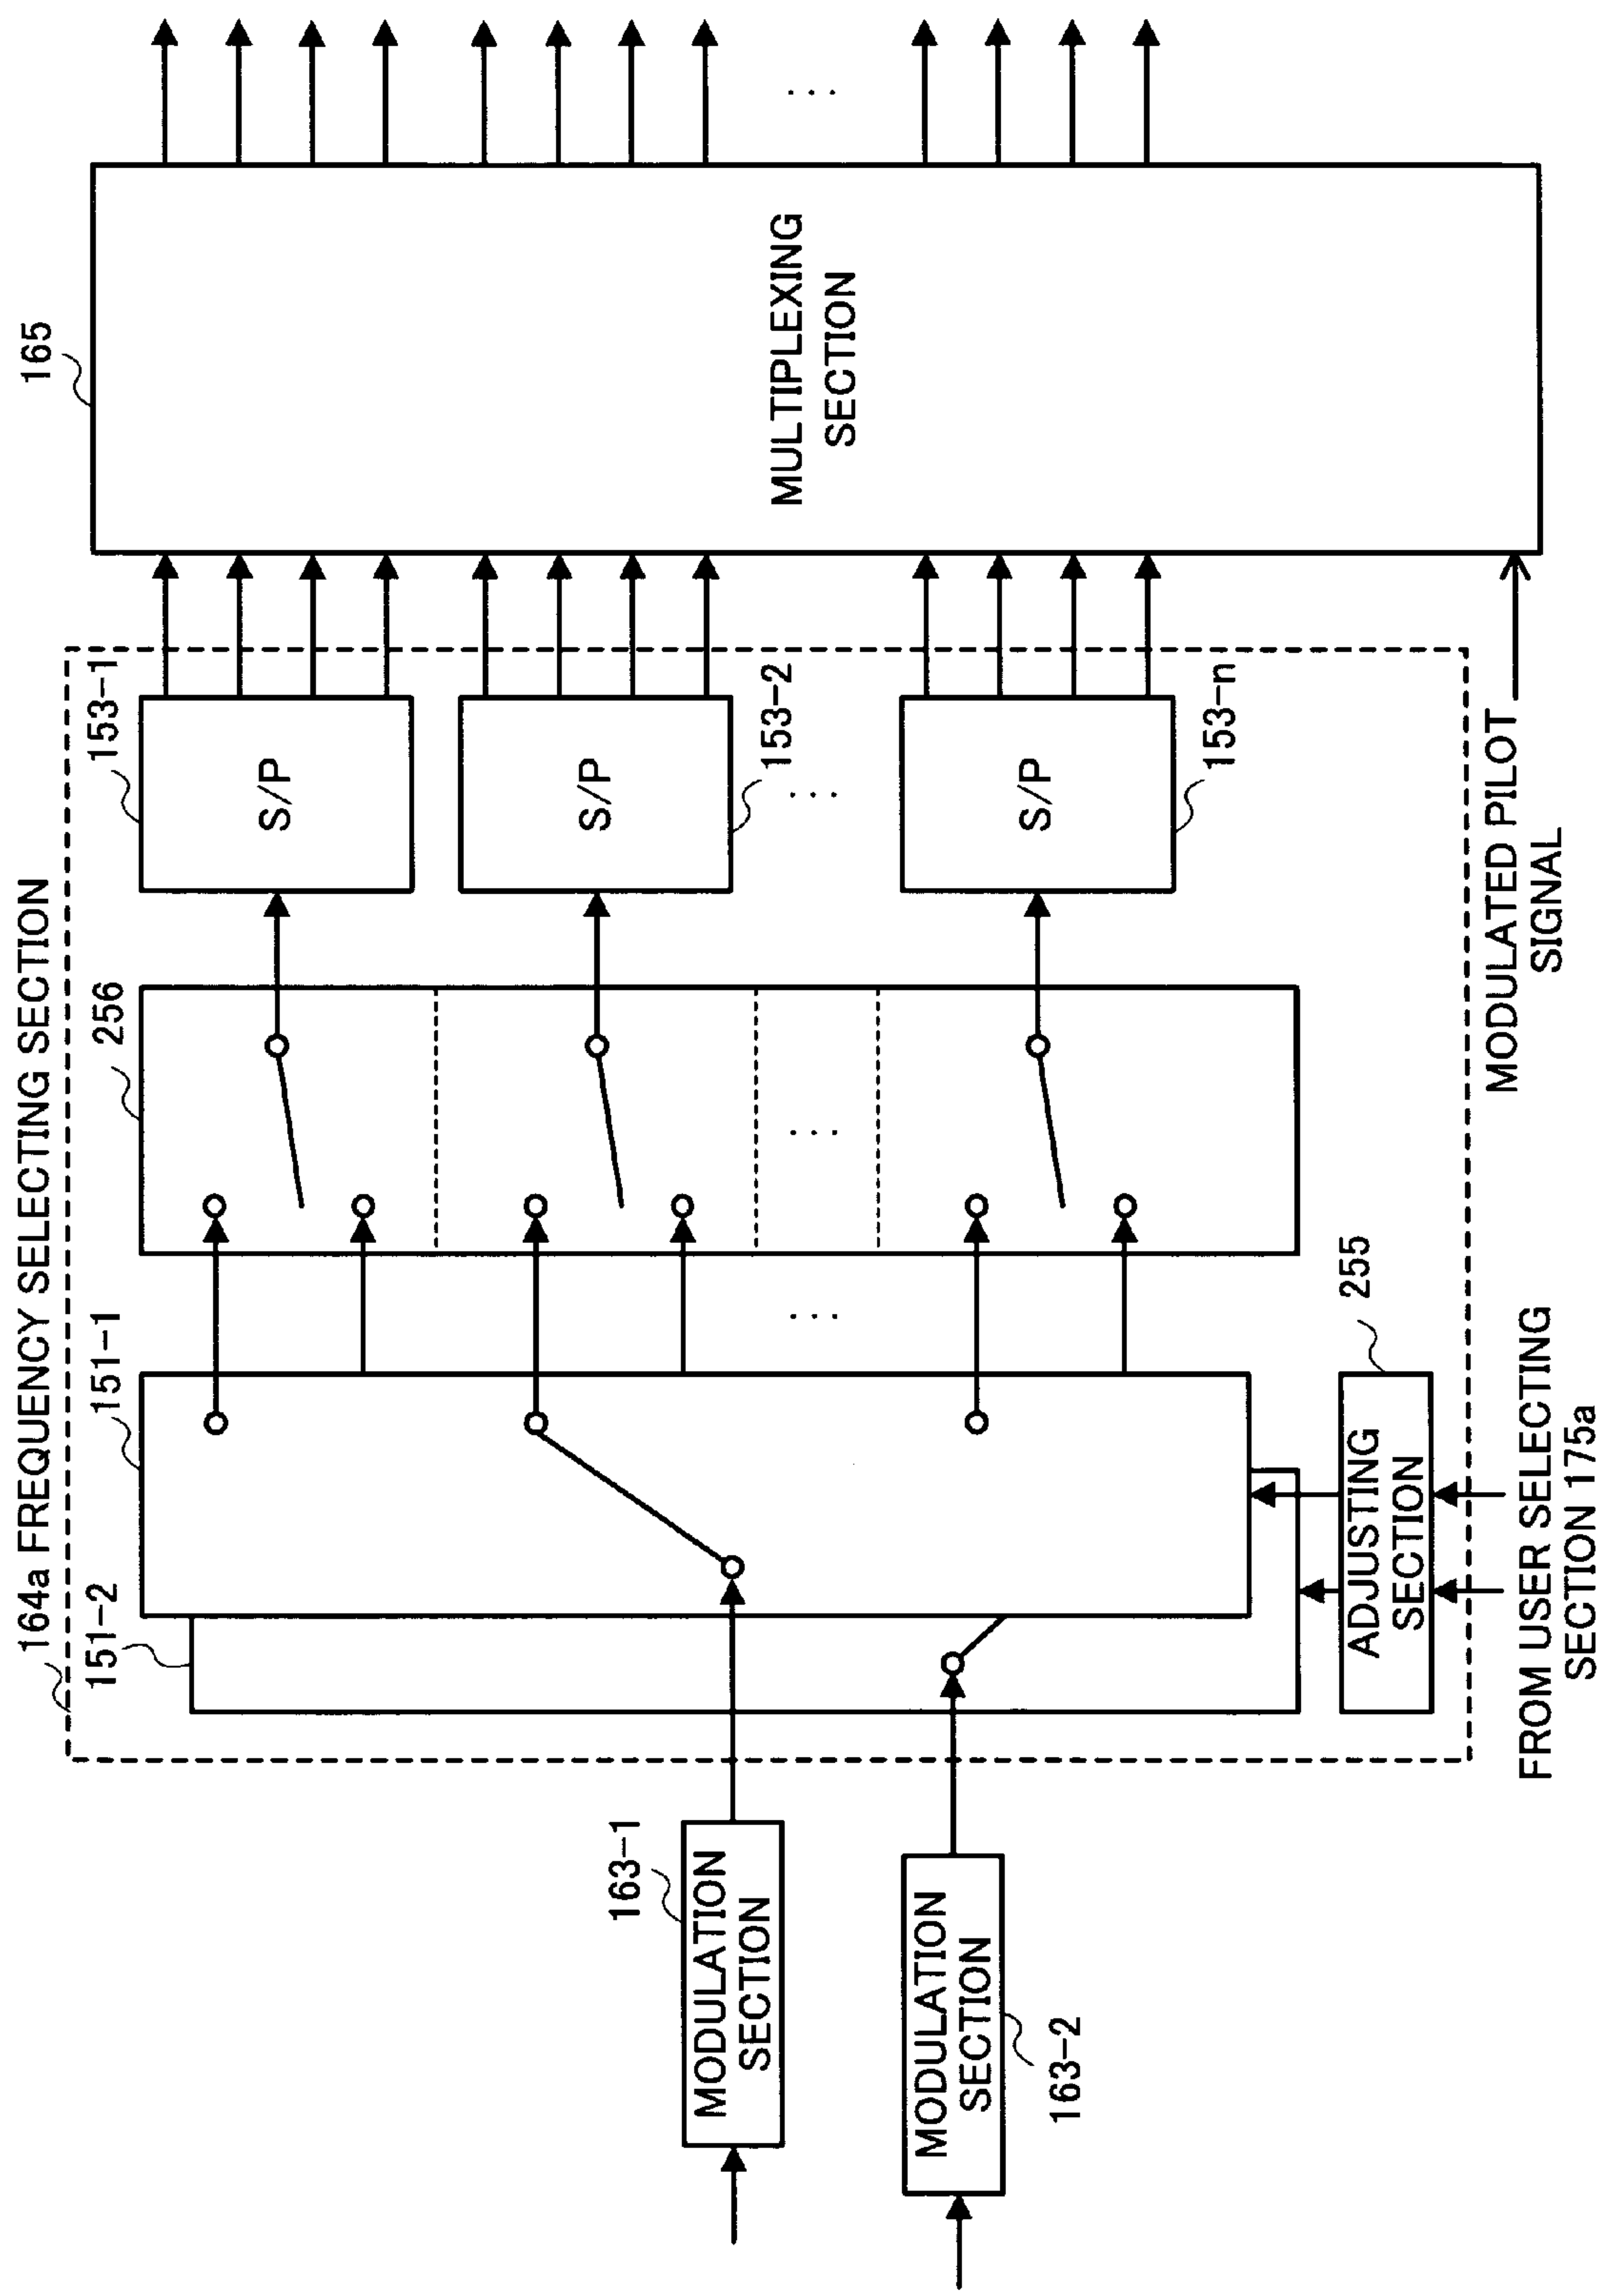 164a FREQUENCY SELECTING SECTION
165
151-2
151-1
256
153-1
163-1
MODULATION
SECTION
S/P
S/P
153-2
MULTIPLEXING
SECTION
. . .
. . .
. . .
. . .
MODULATION
SECTION
163-2
S/P
153-n
255
ADJUSTING
SECTION
FROM USER SELECTING
SECTION 175a
MODULATED PILOT
SIGNAL